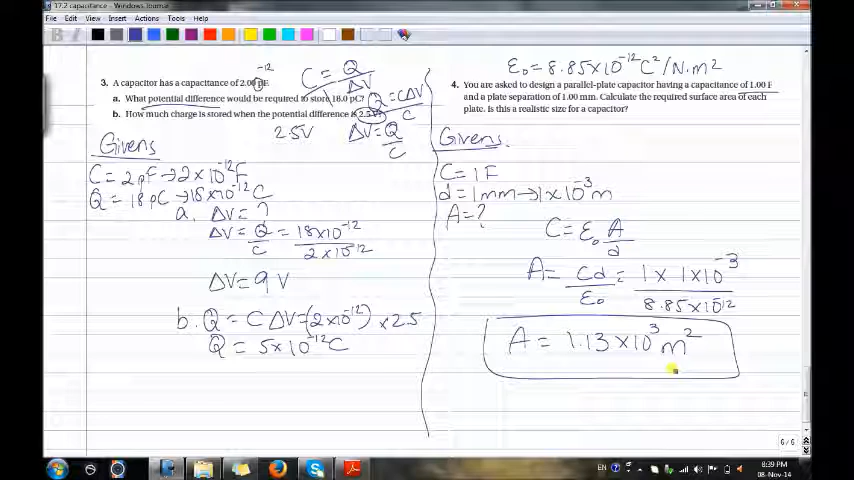 17.2 capacitance - Windows Journal
File Edit View Insert Actions Tools Help
3. A capacitor has a capacitance of 2.00 pF
-12
C = Q/ΔV
a. What potential difference would be required to store 18.0 pC?
Q = CΔV
b. How much charge is stored when the potential difference is 2.5 V?
2.5V
ΔV = Q/C
Givens
C = 2pF → 2×10⁻¹² F
Q = 18pC → 18×10⁻¹² C
a. ΔV = ?
ΔV = Q/C = 18×10⁻¹² / 2×10⁻¹²
ΔV = 9 V
b. Q = CΔV = (2×10⁻¹²) × 2.5
Q = 5×10⁻¹² C
ε₀ = 8.85×10⁻¹² C²/N.m²
4. You are asked to design a parallel-plate capacitor having a capacitance of 1.00 F
and a plate separation of 1.00 mm. Calculate the required surface area of each
plate. Is this a realistic size for a capacitor?
Givens.
C = 1F
d = 1mm → 1×10⁻³ m
A = ?
C = ε₀ A/d
A = Cd/ε₀ = 1 × 1×10⁻³ / 8.85×10⁻¹²
A = 1.13×10³ m²
6/6
EN
8:39 PM
08-Nov-14